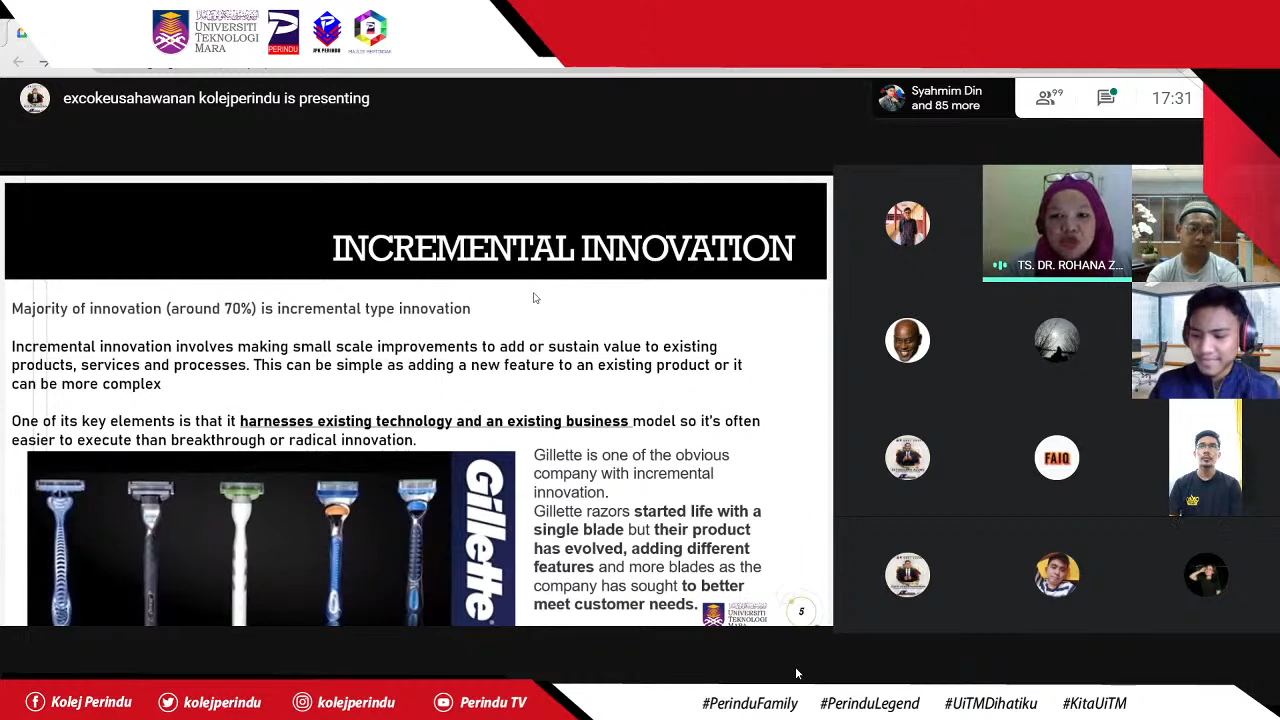 UNIVERSITI
TEKNOLOGI
MARA
PERINDU
JPK PERINDU
excokeusahawanan kolejperindu is presenting
Syahmim Din
and 85 more
99
17:31
INCREMENTAL INNOVATION
Majority of innovation (around 70%) is incremental type innovation
Incremental innovation involves making small scale improvements to add or sustain value to existing
products, services and processes. This can be simple as adding a new feature to an existing product or it
can be more complex
One of its key elements is that it harnesses existing technology and an existing business model so it's often
easier to execute than breakthrough or radical innovation.
Gillette
Gillette is one of the obvious
company with incremental
innovation.
Gillette razors started life with a
single blade but their product
has evolved, adding different
features and more blades as the
company has sought to better
meet customer needs.
UNIVERSITI
TEKNOLOGI
MARA
5
TS. DR. ROHANA Z...
FAIQ
Kolej Perindu
kolejperindu
kolejperindu
Perindu TV
#PerinduFamily
#PerinduLegend
#UiTMDihatiku
#KitaUiTM